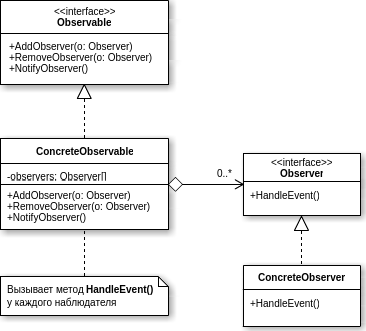 <<interface>>
Observable
+AddObserver(o: Observer)
+RemoveObserver(o: Observer)
+NotifyObserver()
ConcreteObservable
-observers: Observer[]
+AddObserver(o: Observer)
+RemoveObserver(o: Observer)
+NotifyObserver()
0..*
<<interface>>
Observer
+HandleEvent()
ConcreteObserver
+HandleEvent()
Вызывает метод HandleEvent()
у каждого наблюдателя